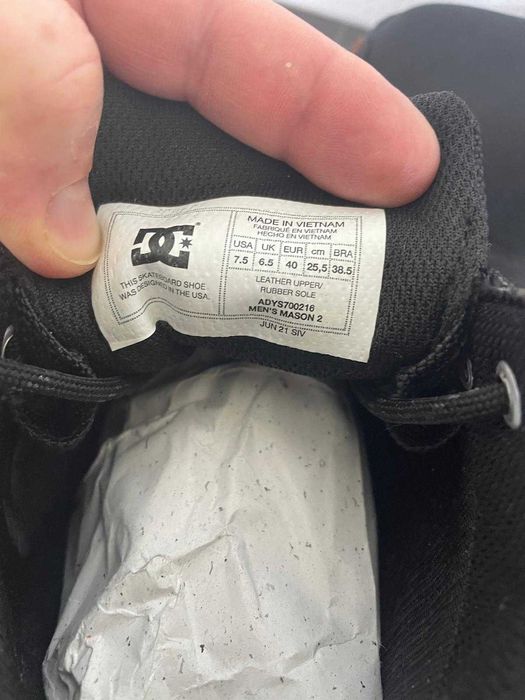 DC
THIS SKATEBOARD SHOE
WAS DESIGNED IN THE USA.
MADE IN VIETNAM
FABRIQUÉ EN VIETNAM
HECHO EN VIETNAM
USA UK EUR cm BRA
7.5 6.5 40 25,5 38.5
LEATHER UPPER/
RUBBER SOLE
ADYS700216
MEN'S MASON 2
JUN 21 SIV